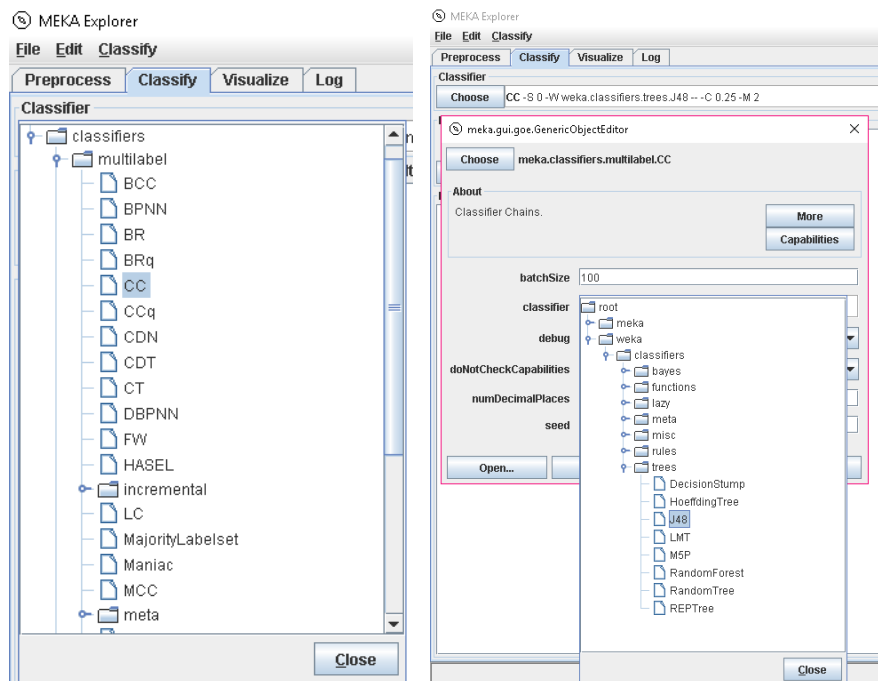 MEKA Explorer
File Edit Classify
Preprocess Classify Visualize Log
Classifier
classifiers
multilabel
BCC
BPNN
BR
BRq
CC
CCq
CDN
CDT
CT
DBPNN
FW
HASEL
incremental
LC
MajorityLabelset
Maniac
MCC
meta
Close
MEKA Explorer
File Edit Classify
Preprocess Classify Visualize Log
Classifier
Choose CC -S 0 -W weka.classifiers.trees.J48 -- -C 0.25 -M 2
meka.gui.goe.GenericObjectEditor
Choose meka.classifiers.multilabel.CC
About
Classifier Chains.
More
Capabilities
batchSize 100
classifier
debug
doNotCheckCapabilities
numDecimalPlaces
seed
Open...
root
meka
weka
classifiers
bayes
functions
lazy
meta
misc
rules
trees
DecisionStump
HoeffdingTree
J48
LMT
M5P
RandomForest
RandomTree
REPTree
Close